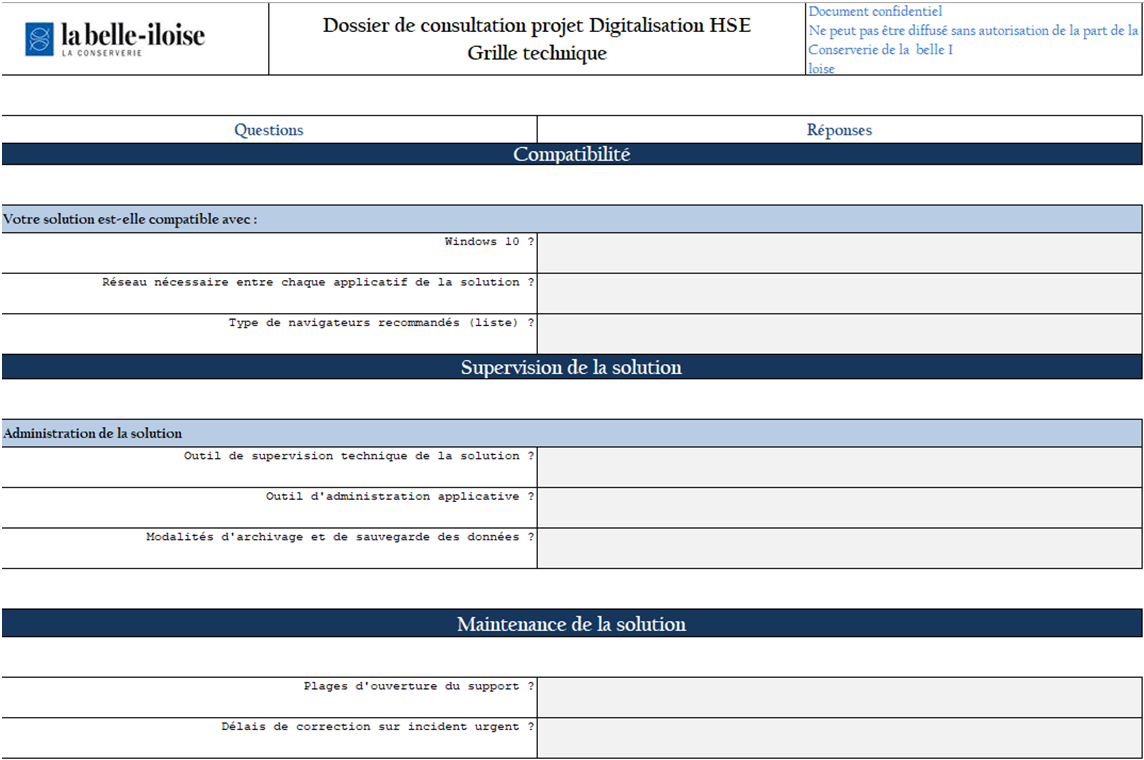 la belle-iloise
LA CONSERVERIE
Dossier de consultation projet Digitalisation HSE
Grille technique
Document confidentiel
Ne peut pas être diffusé sans autorisation de la part de la
Conserverie de la belle I
loise
Questions
Réponses
Compatibilité
Votre solution est-elle compatible avec :
Windows 10 ?
Réseau nécessaire entre chaque applicatif de la solution ?
Type de navigateurs recommandés (liste) ?
Supervision de la solution
Administration de la solution
Outil de supervision technique de la solution ?
Outil d'administration applicative ?
Modalités d'archivage et de sauvegarde des données ?
Maintenance de la solution
Plages d'ouverture du support ?
Délais de correction sur incident urgent ?